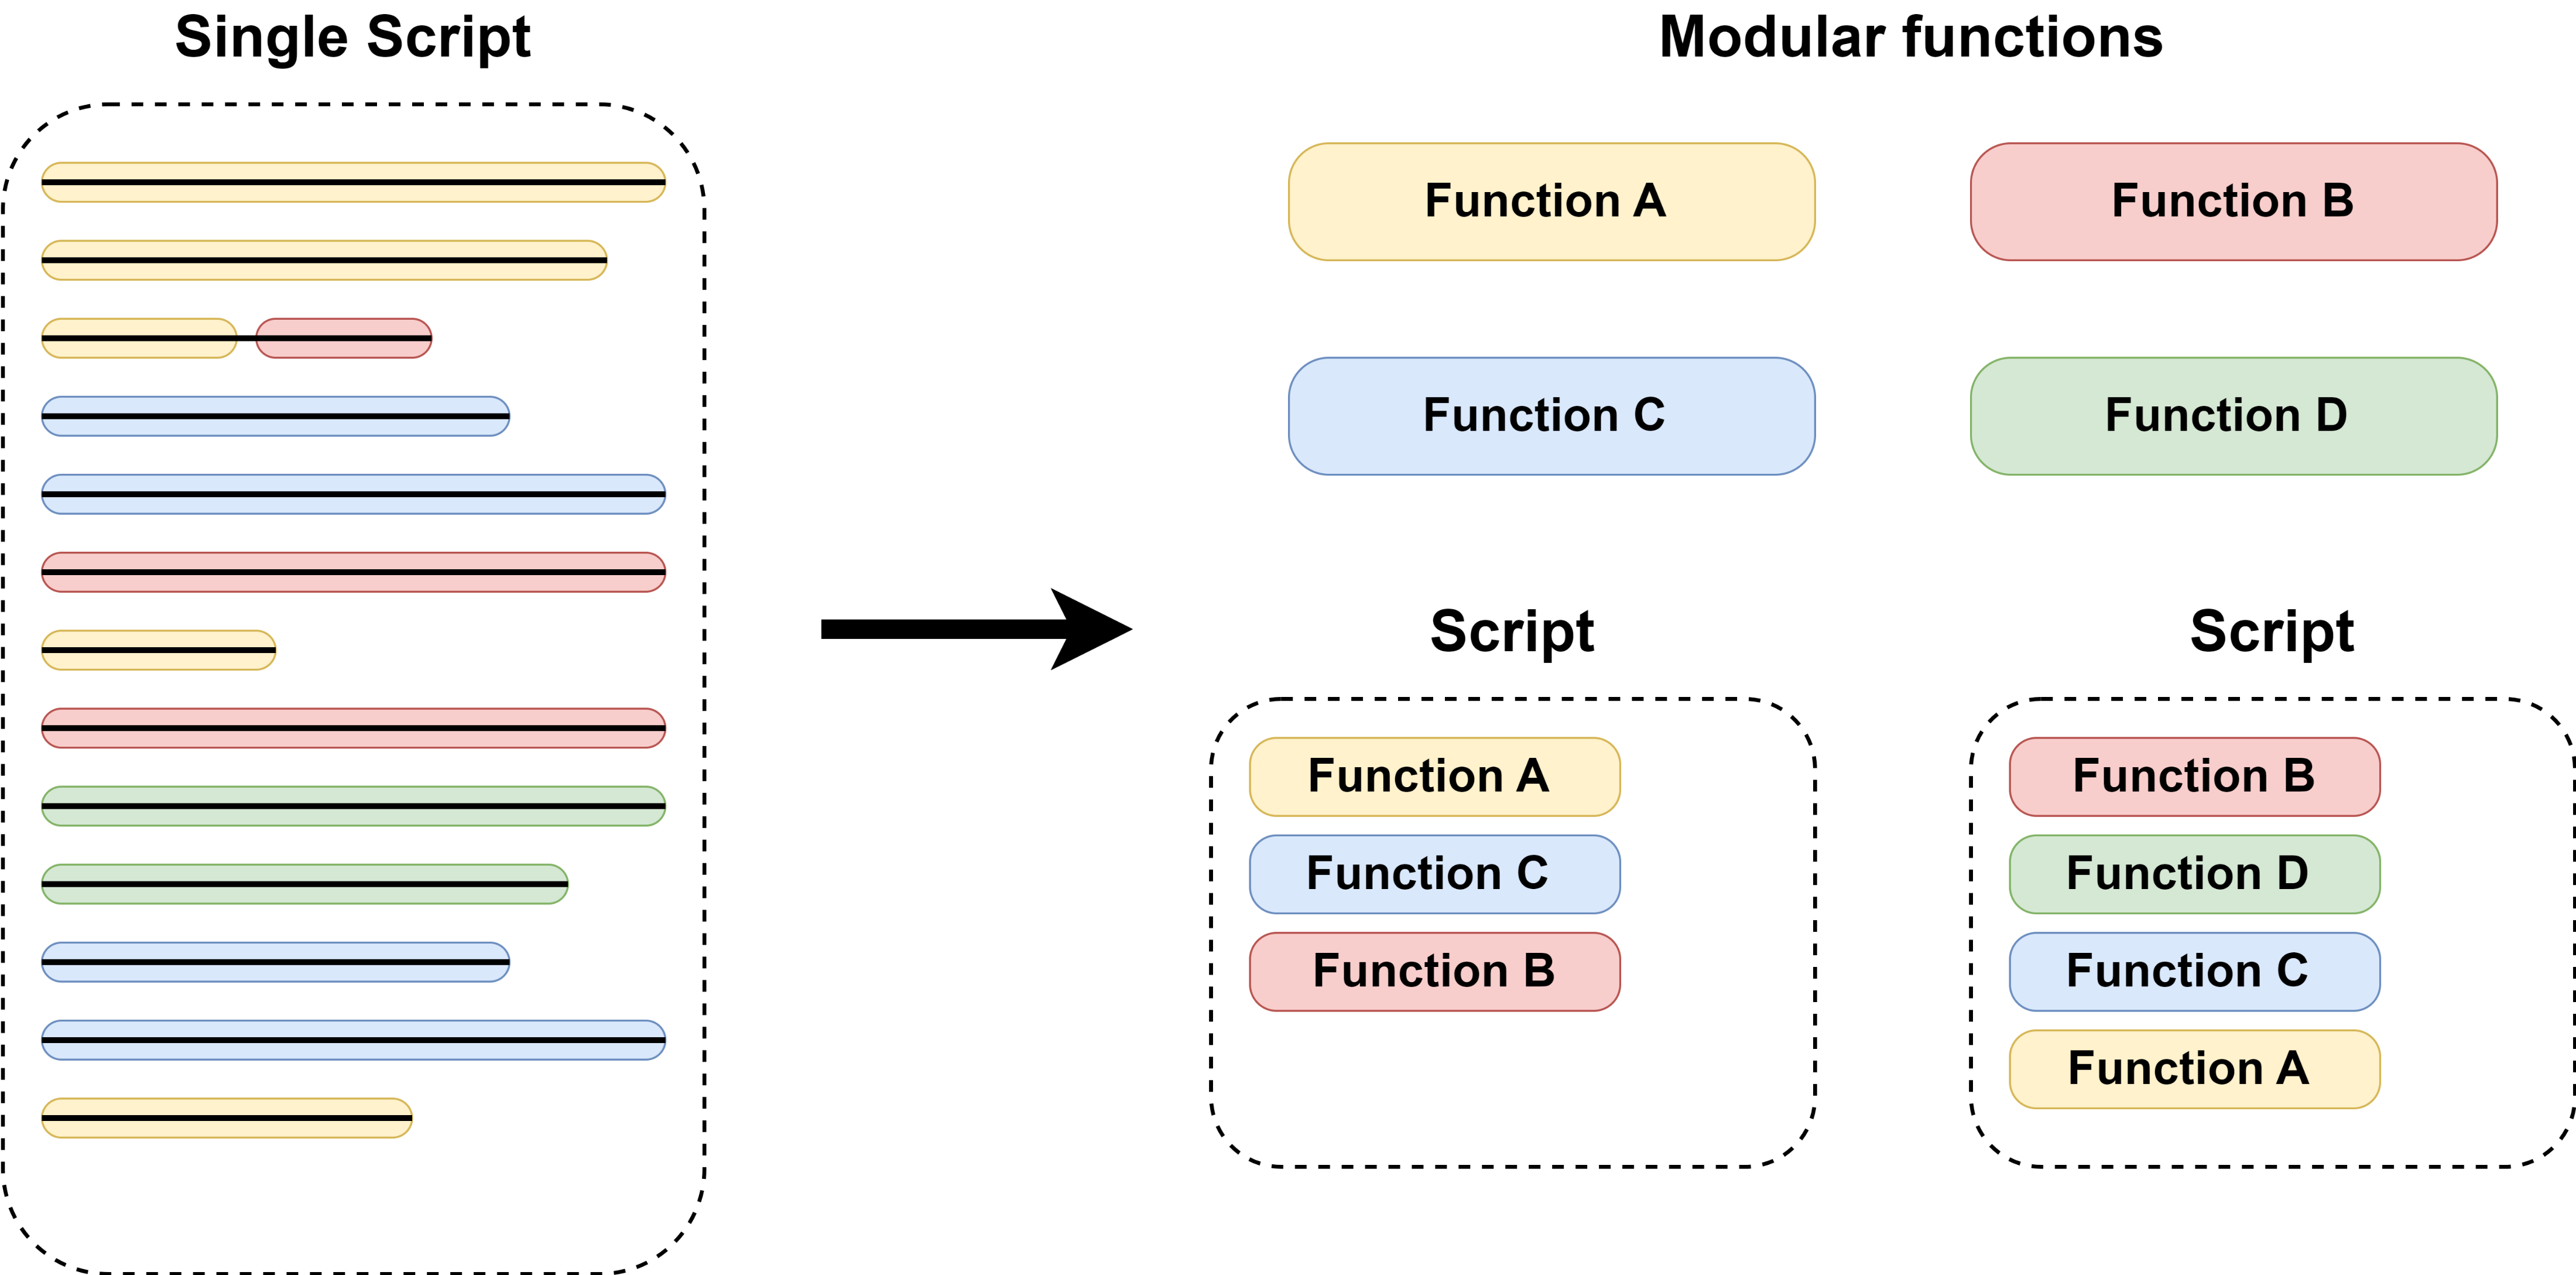 Single Script
Modular functions
Function A
Function B
Function C
Function D
Script
Function A
Function C
Function B
Script
Function B
Function D
Function C
Function A